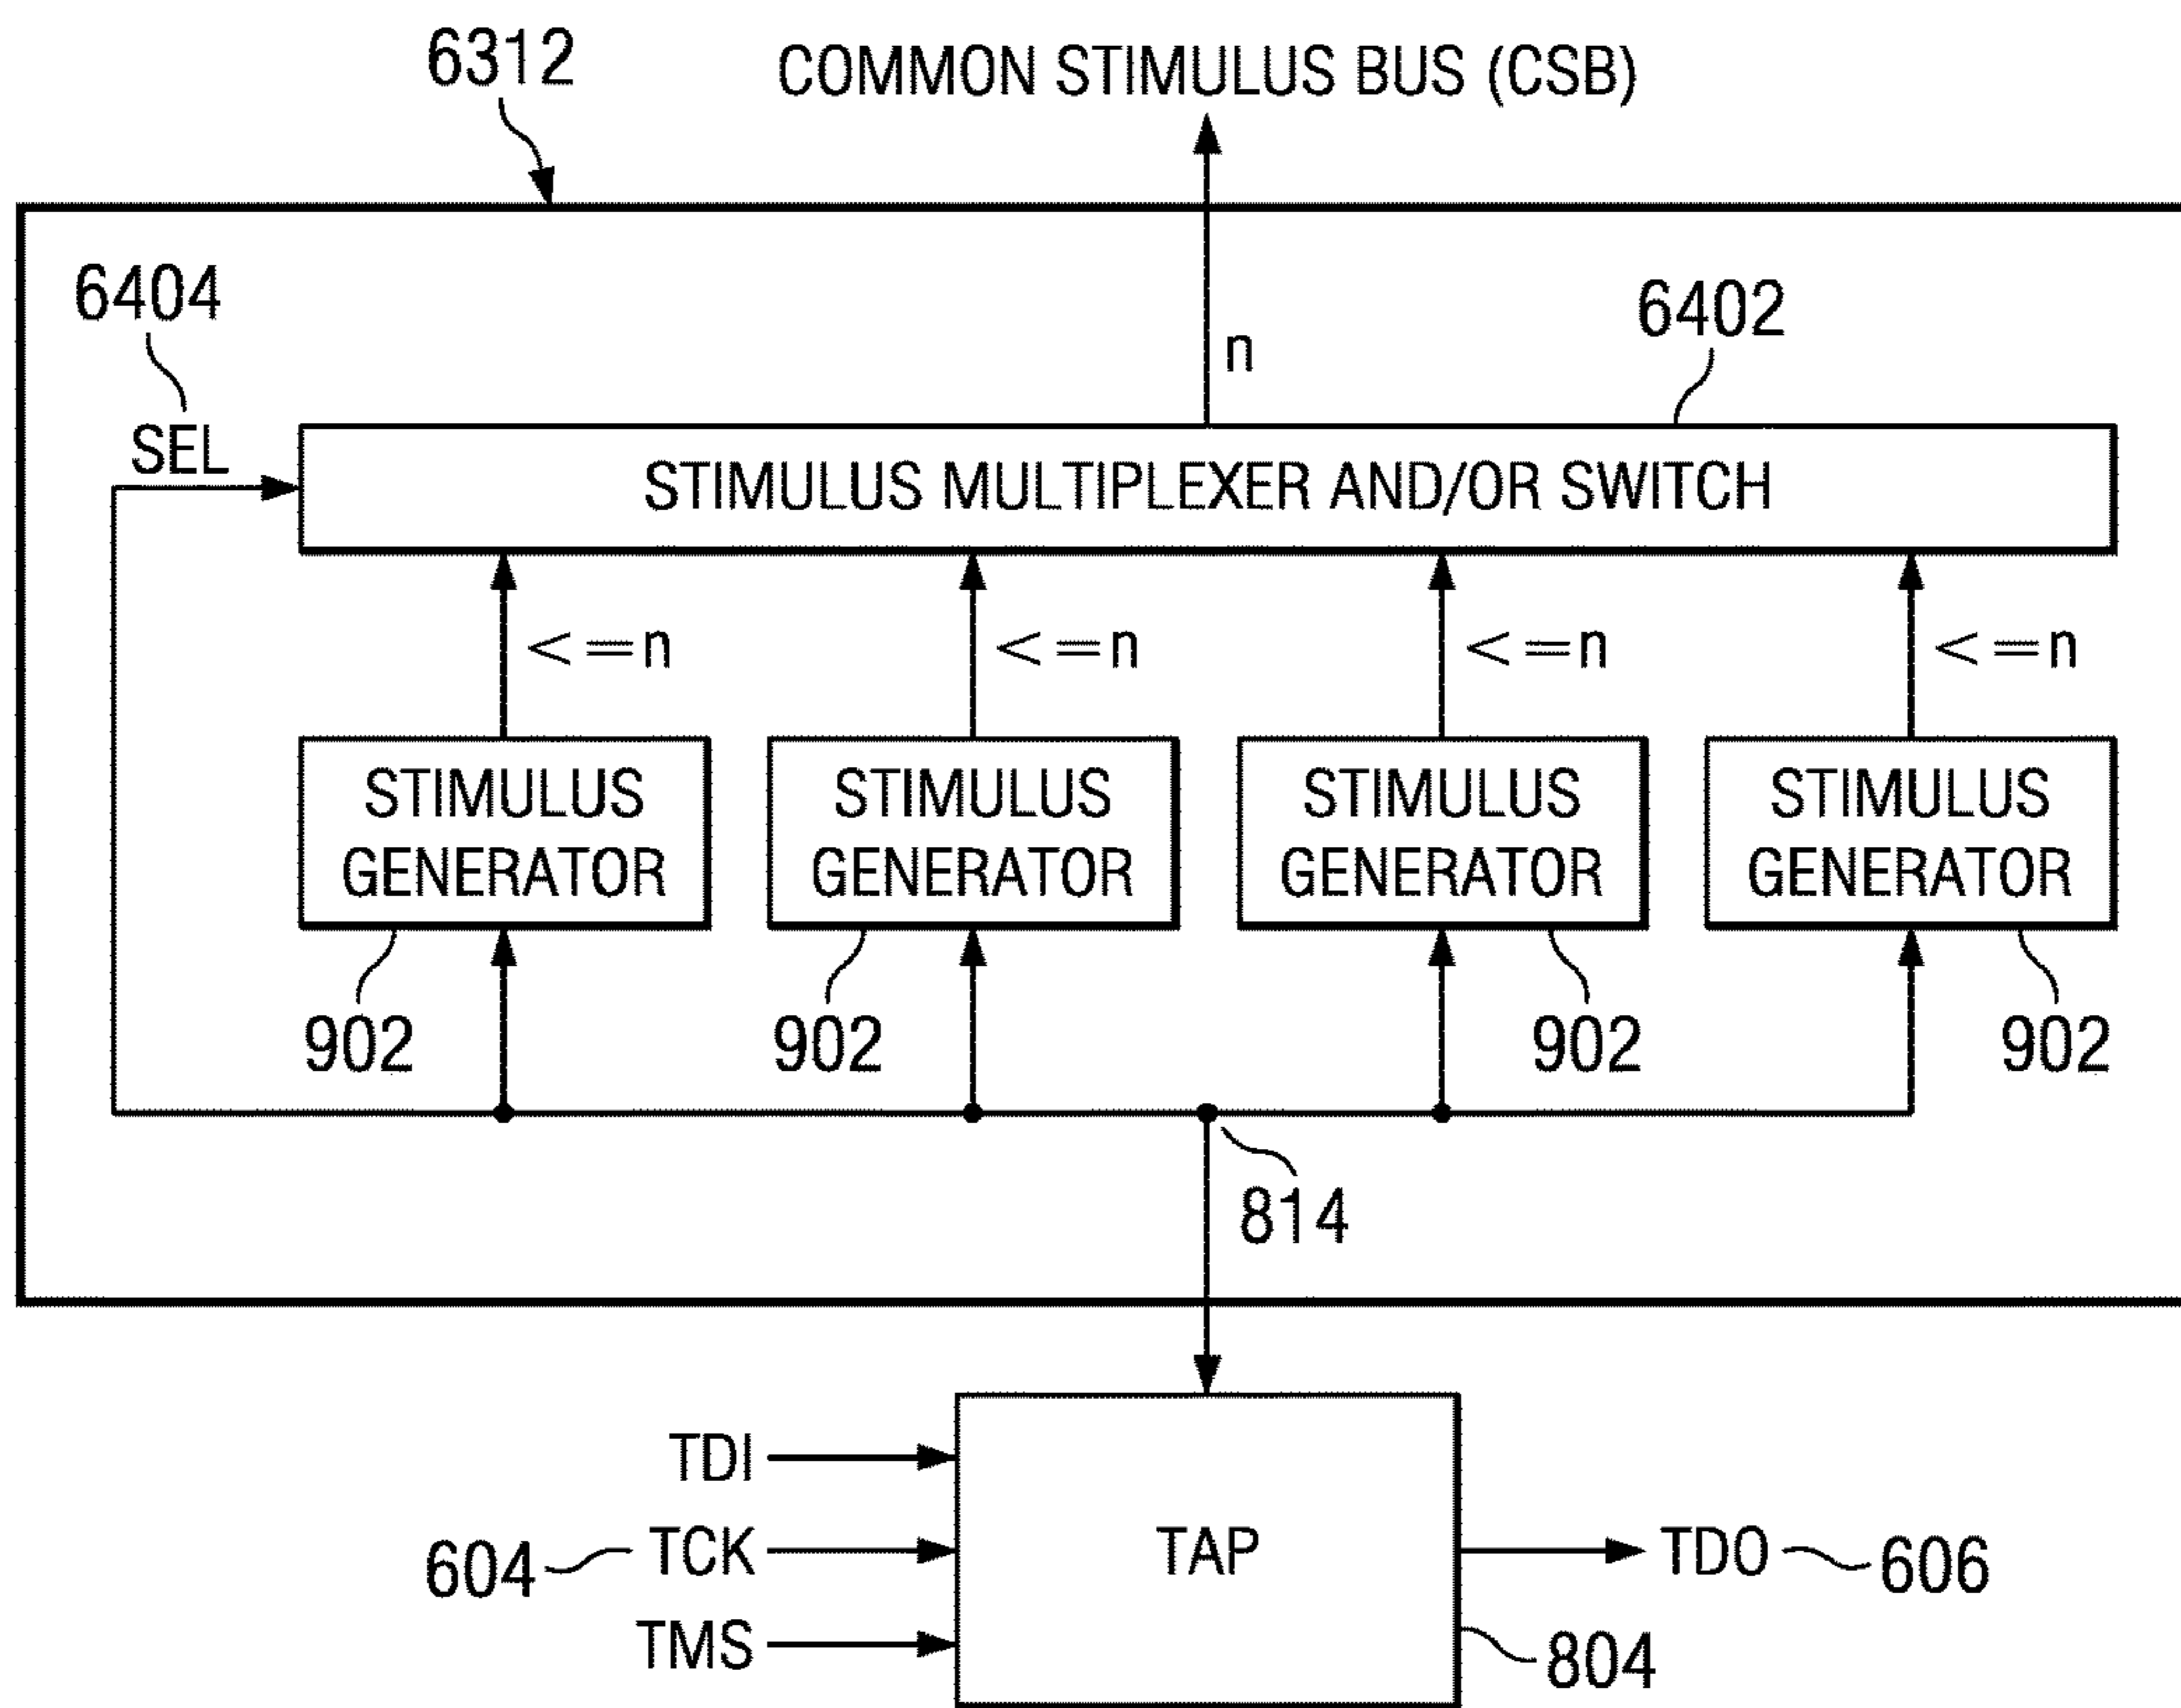 6312
COMMON STIMULUS BUS (CSB)
6404
6402
n
SEL
STIMULUS MULTIPLEXER AND/OR SWITCH
<=n <=n <=n <=n
STIMULUS GENERATOR
STIMULUS GENERATOR
STIMULUS GENERATOR
STIMULUS GENERATOR
902 902 902 902
814
TDI
604 TCK TAP TDO 606
TMS
804